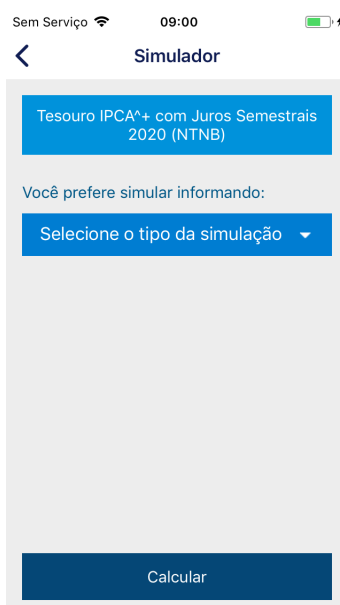 Sem Serviço 09:00
Simulador
Tesouro IPCA^+ com Juros Semestrais
2020 (NTNB)
Você prefere simular informando:
Selecione o tipo da simulação
Calcular